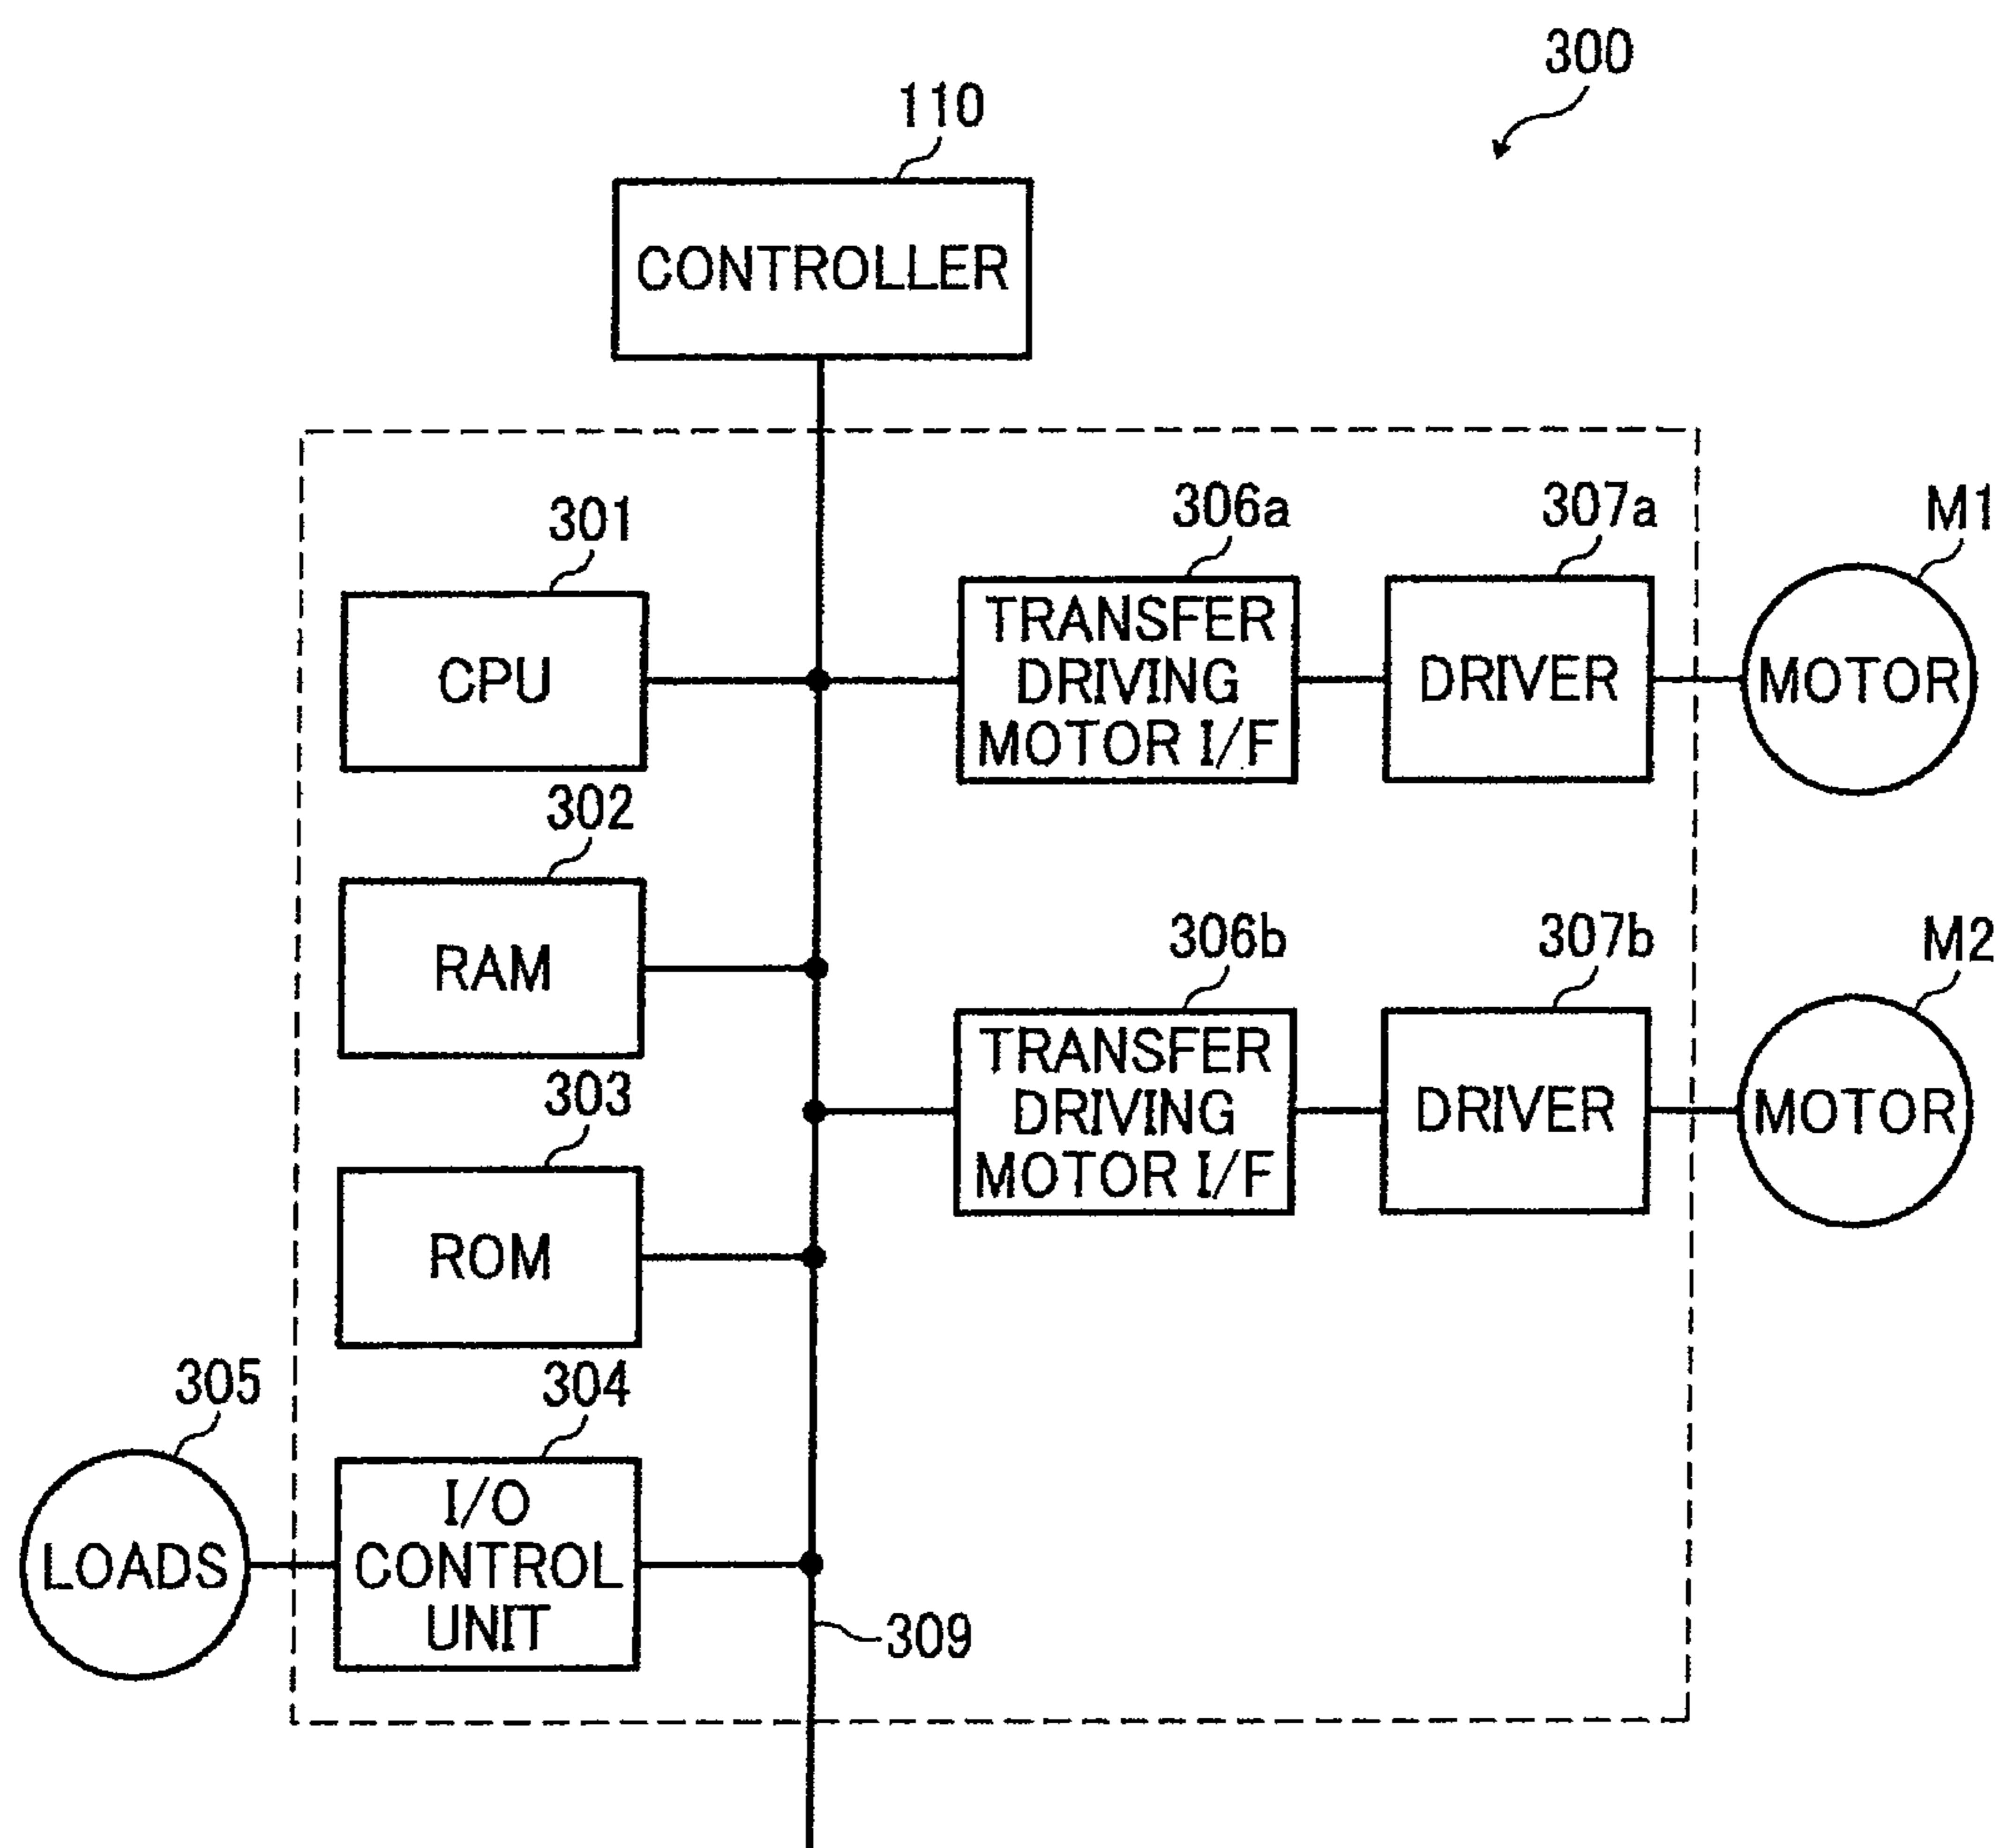 300
110
CONTROLLER
301
306a
307a
M1
CPU
TRANSFER
DRIVING
MOTOR I/F
DRIVER
MOTOR
302
RAM
306b
307b
M2
TRANSFER
DRIVING
MOTOR I/F
DRIVER
MOTOR
303
ROM
305
304
LOADS
I/O
CONTROL
UNIT
309